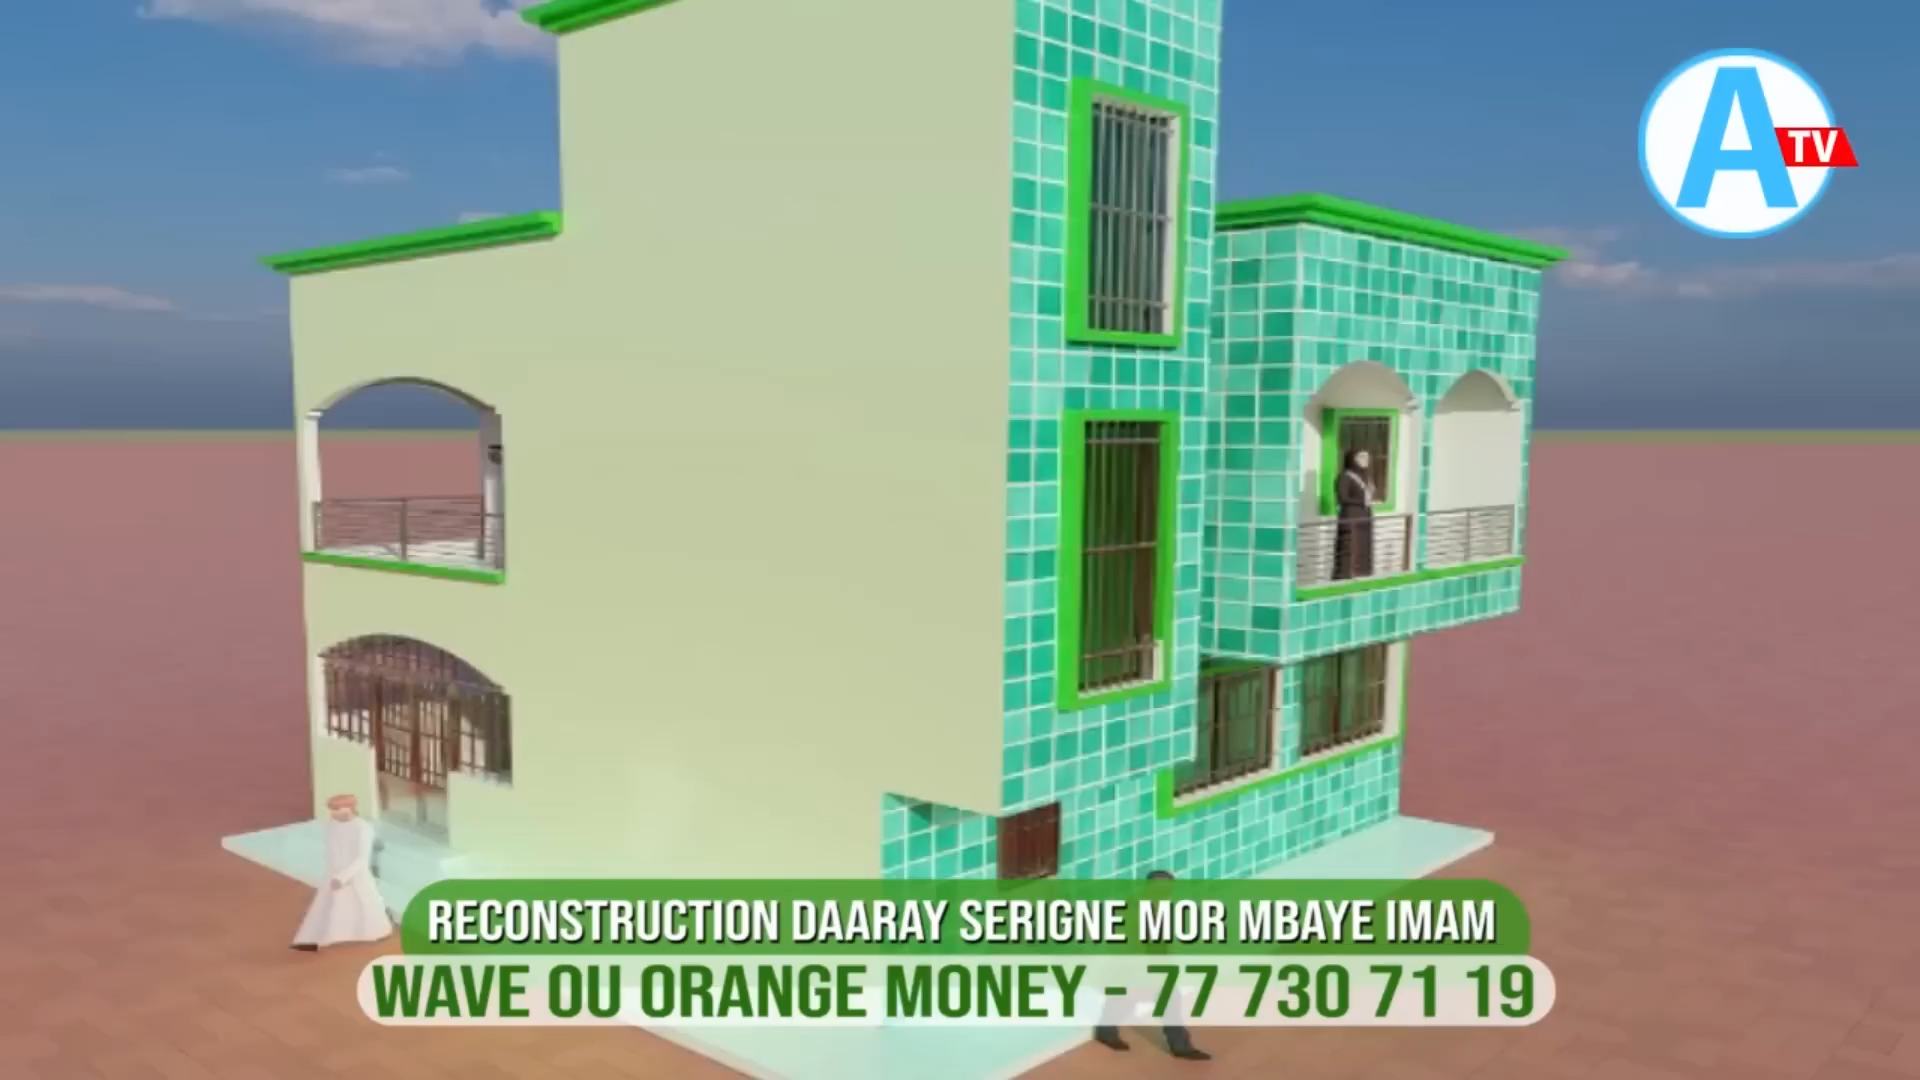 A TV
RECONSTRUCTION DAARAY SERIGNE MOR MBAYE IMAM
WAVE OU ORANGE MONEY - 77 730 71 19